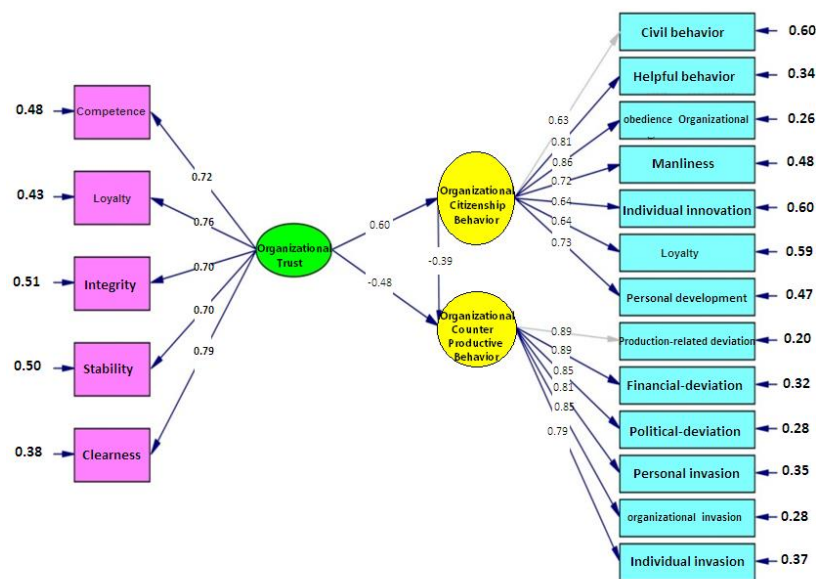 0.48
Competence
0.43
Loyalty
0.51
Integrity
0.50
Stability
0.38
Clearness
0.72
0.76
0.70
0.70
0.79
Organizational
Trust
0.60
-0.48
-0.39
Organizational
Citizenship
Behavior
Organizational
Counter
Productive
Behavior
0.63
0.81
0.86
0.72
0.64
0.64
0.73
0.89
0.89
0.85
0.81
0.85
0.79
Civil behavior
0.60
Helpful behavior
0.34
obedience Organizational
0.26
Manliness
0.48
Individual innovation
0.60
Loyalty
0.59
Personal development
0.47
Production-related deviation
0.20
Financial-deviation
0.32
Political-deviation
0.28
Personal invasion
0.35
organizational invasion
0.28
Individual invasion
0.37